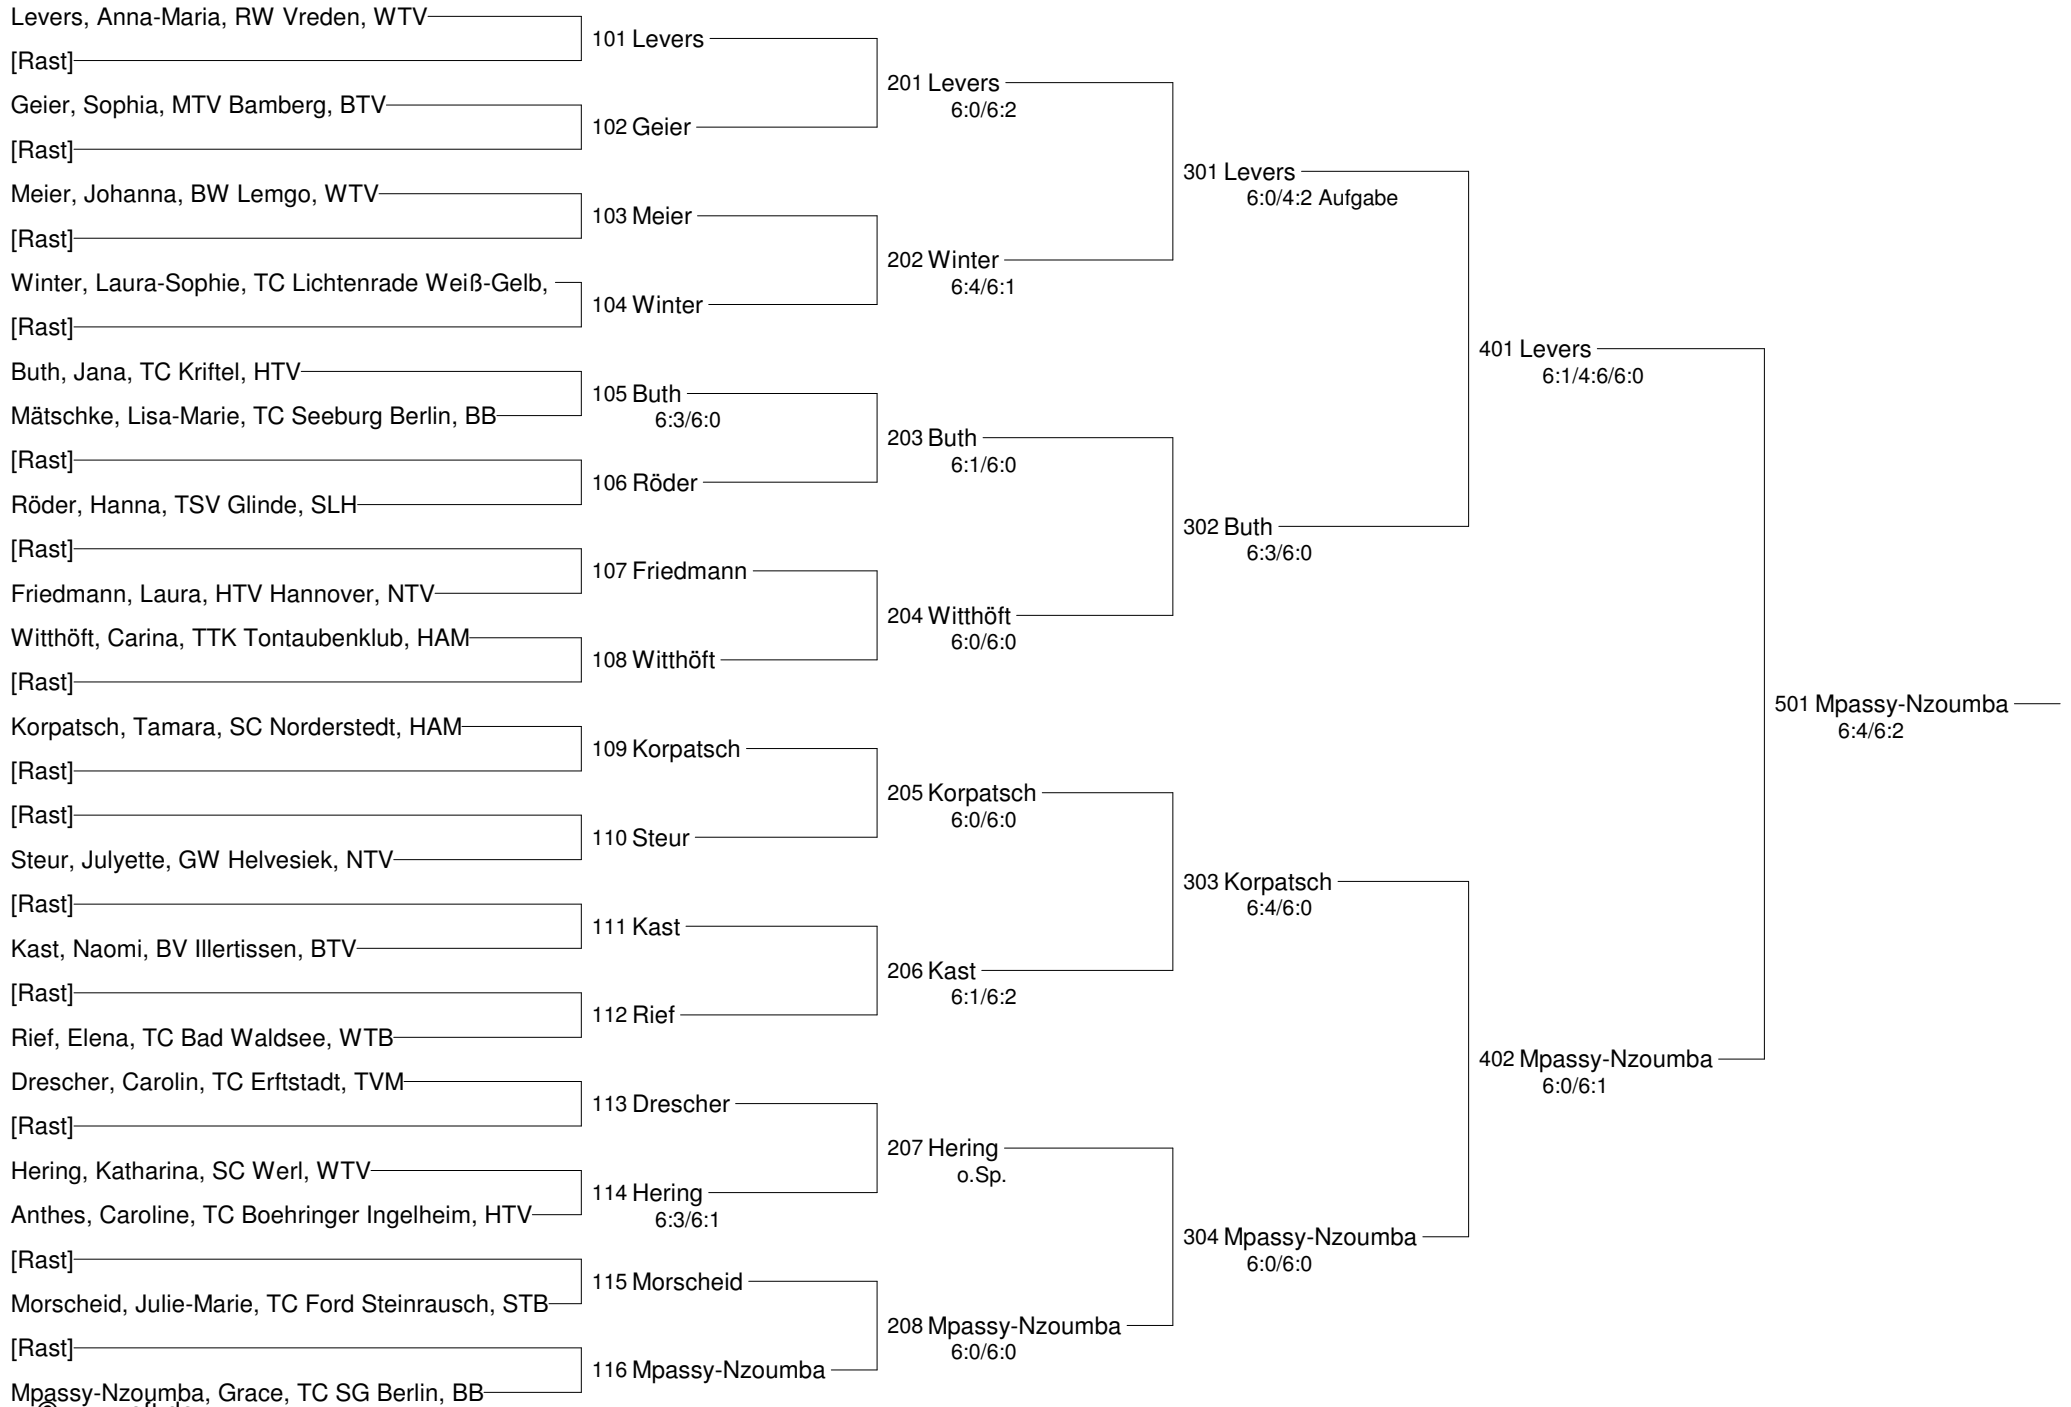 Levers, Anna-Maria, RW Vreden, WTV
[Rast]
Geier, Sophia, MTV Bamberg, BTV
[Rast]
Meier, Johanna, BW Lemgo, WTV
[Rast]
Winter, Laura-Sophie, TC Lichtenrade Weiß-Gelb,
[Rast]
Buth, Jana, TC Kriftel, HTV
Mätschke, Lisa-Marie, TC Seeburg Berlin, BB
[Rast]
Röder, Hanna, TSV Glinde, SLH
[Rast]
Friedmann, Laura, HTV Hannover, NTV
Witthöft, Carina, TTK Tontaubenklub, HAM
[Rast]
Korpatsch, Tamara, SC Norderstedt, HAM
[Rast]
[Rast]
Steur, Julyette, GW Helvesiek, NTV
[Rast]
Kast, Naomi, BV Illertissen, BTV
[Rast]
Rief, Elena, TC Bad Waldsee, WTB
Drescher, Carolin, TC Erftstadt, TVM
[Rast]
Hering, Katharina, SC Werl, WTV
Anthes, Caroline, TC Boehringer Ingelheim, HTV
[Rast]
Morscheid, Julie-Marie, TC Ford Steinrausch, STB
[Rast]
Mpassy-Nzoumba, Grace, TC SG Berlin, BB
101 Levers
102 Geier
103 Meier
104 Winter
105 Buth
6:3/6:0
106 Röder
107 Friedmann
108 Witthöft
109 Korpatsch
110 Steur
111 Kast
112 Rief
113 Drescher
114 Hering
6:3/6:1
115 Morscheid
116 Mpassy-Nzoumba
201 Levers
6:0/6:2
202 Winter
6:4/6:1
203 Buth
6:1/6:0
204 Witthöft
6:0/6:0
205 Korpatsch
6:0/6:0
206 Kast
6:1/6:2
207 Hering
o.Sp.
208 Mpassy-Nzoumba
6:0/6:0
301 Levers
6:0/4:2 Aufgabe
302 Buth
6:3/6:0
303 Korpatsch
6:4/6:0
304 Mpassy-Nzoumba
6:0/6:0
401 Levers
6:1/4:6/6:0
402 Mpassy-Nzoumba
6:0/6:1
501 Mpassy-Nzoumba
6:4/6:2